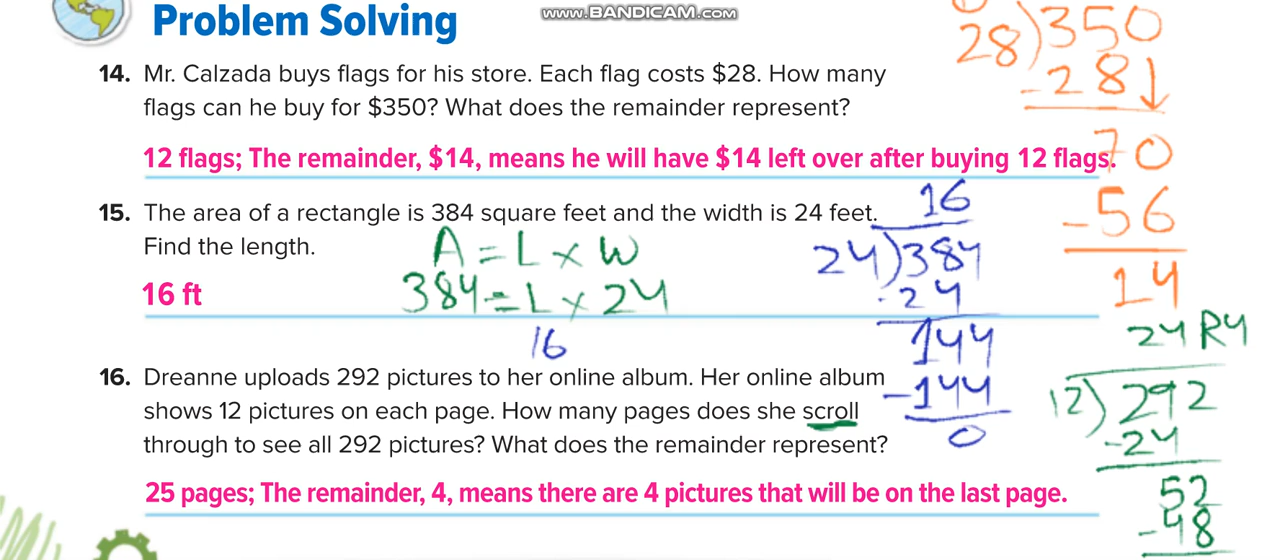 www.BANDICAM.com
Problem Solving
14. Mr. Calzada buys flags for his store. Each flag costs $28. How many
flags can he buy for $350? What does the remainder represent?
12 flags; The remainder, $14, means he will have $14 left over after buying 12 flags.
28)350
-28↓
70
-56
14
15. The area of a rectangle is 384 square feet and the width is 24 feet.
Find the length.
A = L x W
384 = L x 24
16 ft
16
16
24)384
-24
144
-144
0
16. Dreanne uploads 292 pictures to her online album. Her online album
shows 12 pictures on each page. How many pages does she scroll
through to see all 292 pictures? What does the remainder represent?
25 pages; The remainder, 4, means there are 4 pictures that will be on the last page.
24 R4
12)292
-24
52
-48